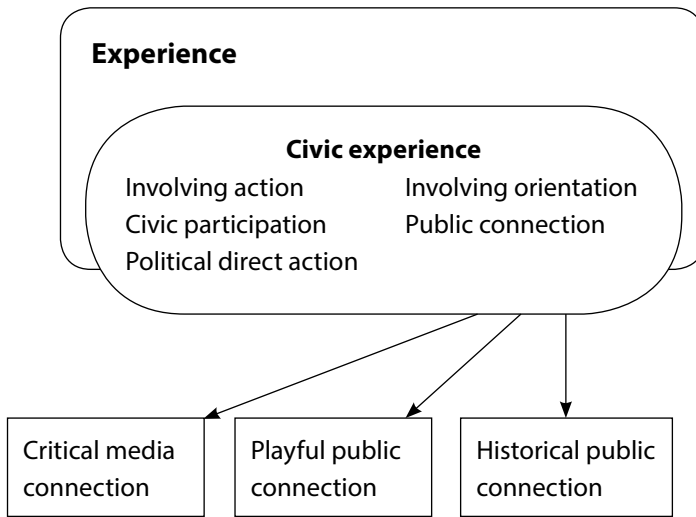 Experience
Civic experience
Involving action
Civic participation
Political direct action
Involving orientation
Public connection
Critical media
connection
Playful public
connection
Historical public
connection